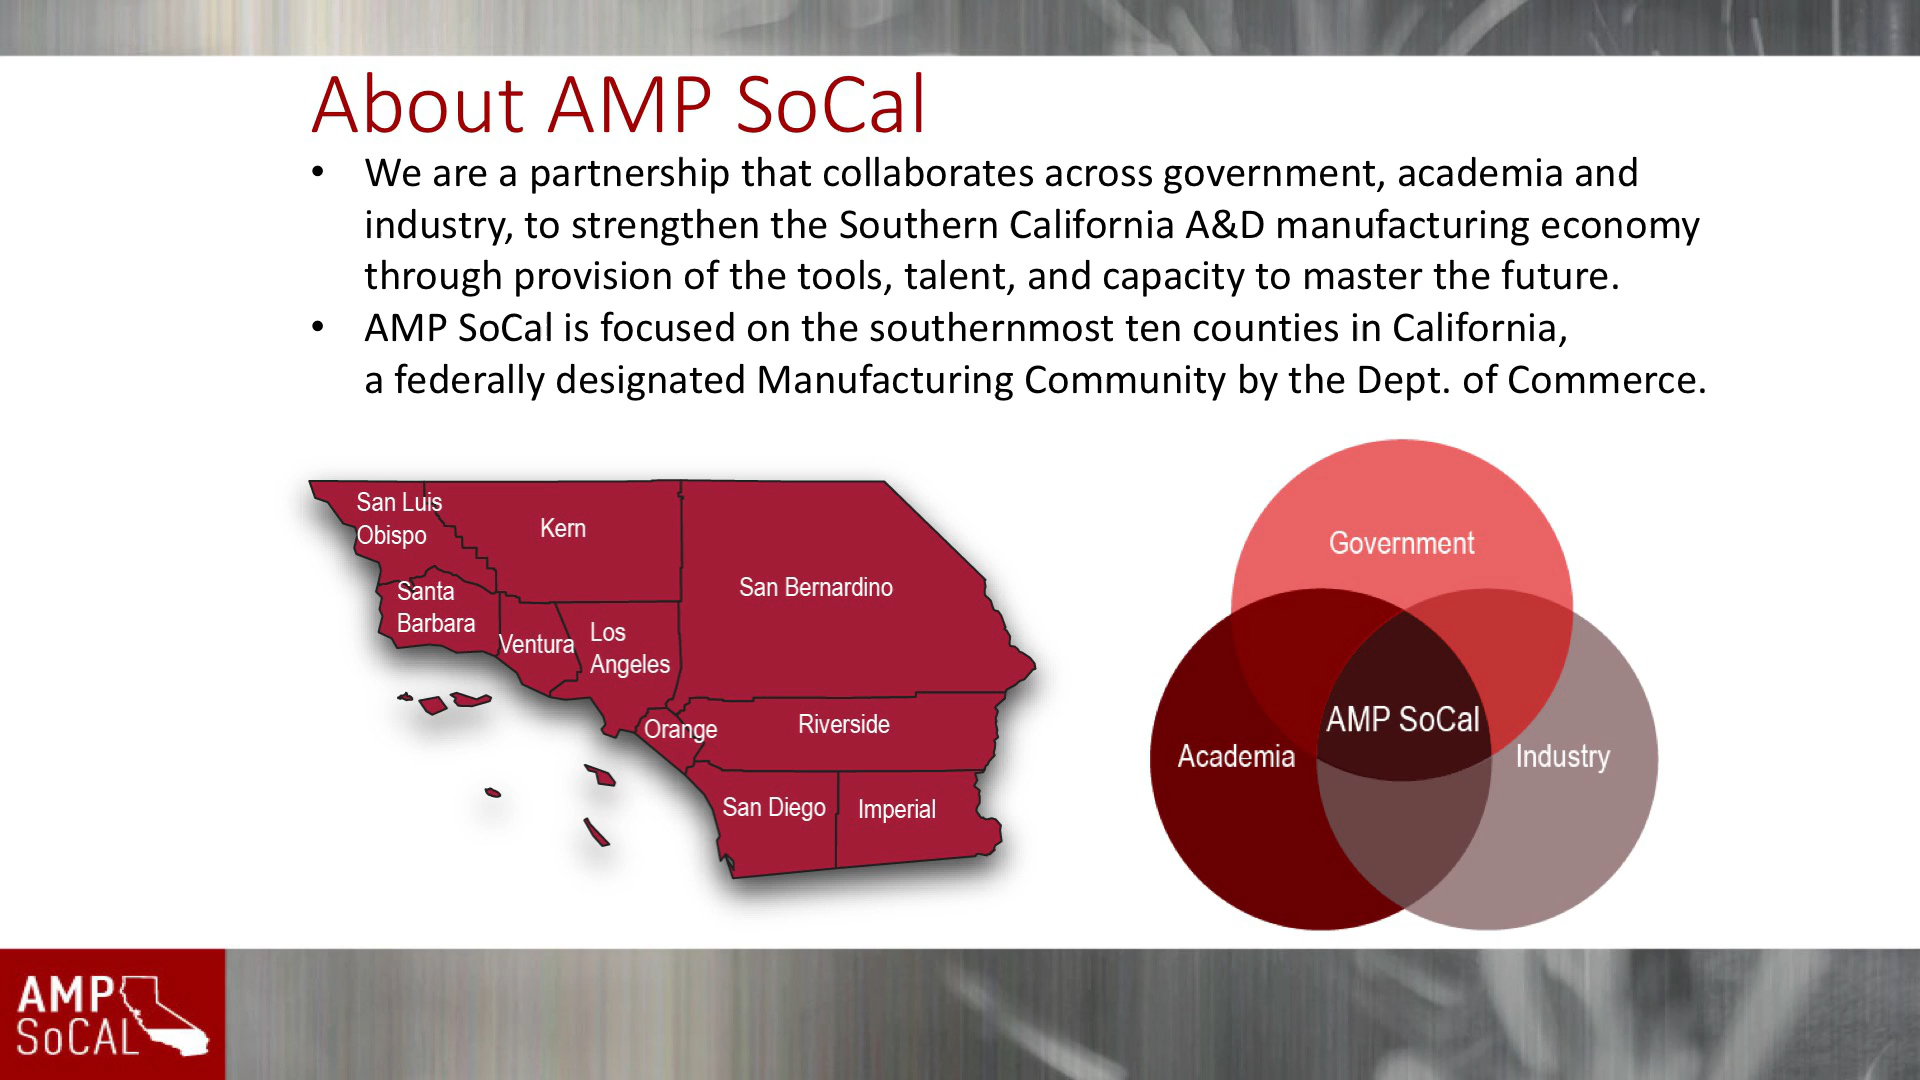 About AMP SoCal
• We are a partnership that collaborates across government, academia and
industry, to strengthen the Southern California A&D manufacturing economy
through provision of the tools, talent, and capacity to master the future.
• AMP SoCal is focused on the southernmost ten counties in California,
a federally designated Manufacturing Community by the Dept. of Commerce.
San Luis
Obispo
Kern
San Bernardino
Santa
Barbara
Ventura
Los
Angeles
Orange
Riverside
San Diego
Imperial
Government
AMP SoCal
Academia
Industry
AMP
SoCAL